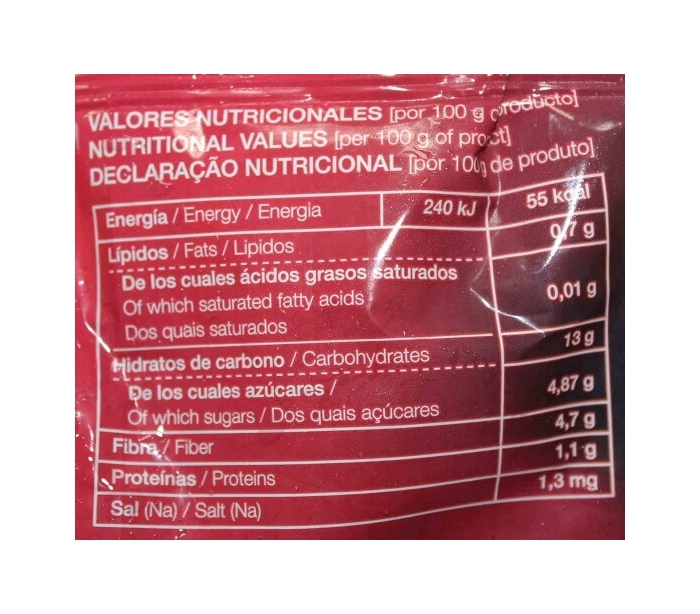 VALORES NUTRICIONALES [por 100 g producto]
NUTRITIONAL VALUES [per 100 g of product]
DECLARAÇÃO NUTRICIONAL [por 100g de produto]
Energía / Energy / Energia 240 kJ 55 kcal
Lípidos / Fats / Lipidos 0,7 g
De los cuales ácidos grasos saturados
Of which saturated fatty acids 0,01 g
Dos quais saturados
Hidratos de carbono / Carbohydrates 13 g
De los cuales azúcares /
Of which sugars / Dos quais açúcares 4,87 g
Fibra / Fiber 4,7 g
Proteínas / Proteins 1,1 g
Sal (Na) / Salt (Na) 1,3 mg